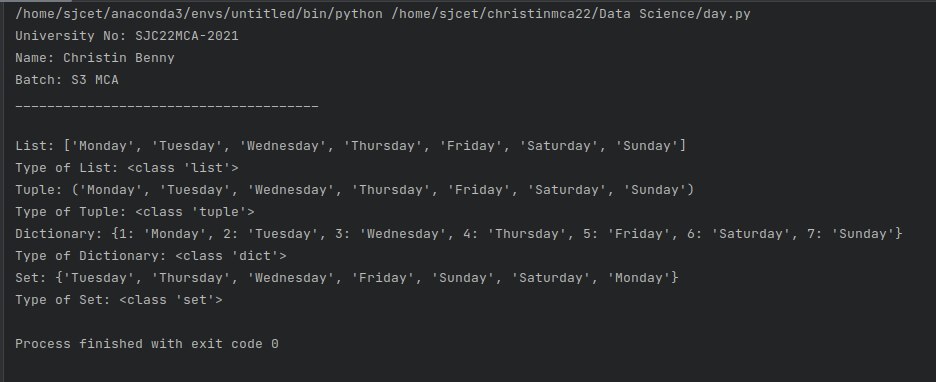 /home/sjcet/anaconda3/envs/untitled/bin/python /home/sjcet/christinmca22/Data Science/day.py
University No: SJC22MCA-2021
Name: Christin Benny
Batch: S3 MCA
______________________________________
List: ['Monday', 'Tuesday', 'Wednesday', 'Thursday', 'Friday', 'Saturday', 'Sunday']
Type of List: <class 'list'>
Tuple: ('Monday', 'Tuesday', 'Wednesday', 'Thursday', 'Friday', 'Saturday', 'Sunday')
Type of Tuple: <class 'tuple'>
Dictionary: {1: 'Monday', 2: 'Tuesday', 3: 'Wednesday', 4: 'Thursday', 5: 'Friday', 6: 'Saturday', 7: 'Sunday'}
Type of Dictionary: <class 'dict'>
Set: {'Tuesday', 'Thursday', 'Wednesday', 'Friday', 'Sunday', 'Saturday', 'Monday'}
Type of Set: <class 'set'>
Process finished with exit code 0